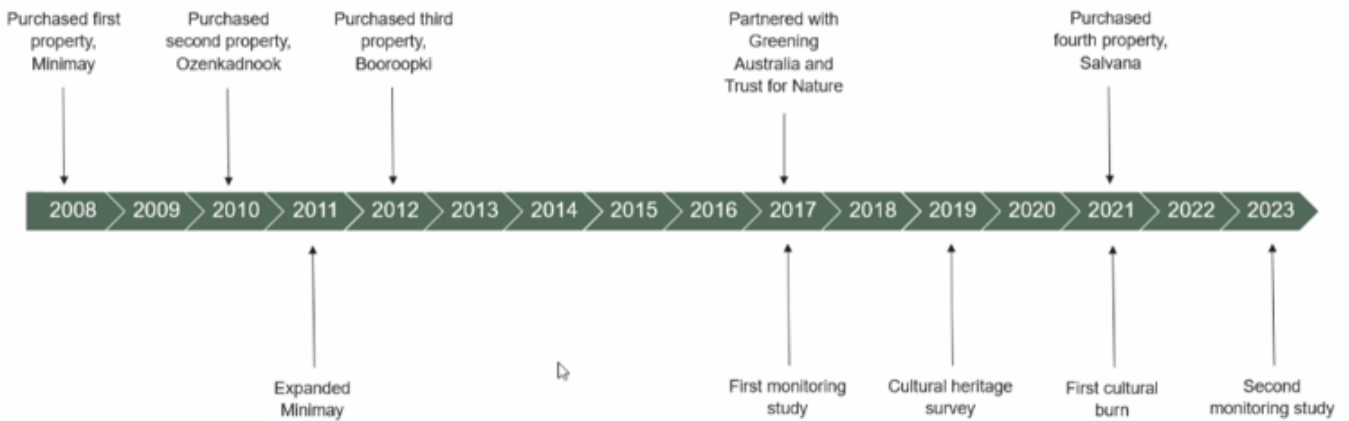 Purchased first
property,
Minimay
Purchased
second property,
Ozenkadnook
Purchased third
property,
Booroopki
Partnered with
Greening
Australia and
Trust for Nature
Purchased
fourth property,
Salvana
2008 2009 2010 2011 2012 2013 2014 2015 2016 2017 2018 2019 2020 2021 2022 2023
Expanded
Minimay
First monitoring
study
Cultural heritage
survey
First cultural
burn
Second
monitoring study